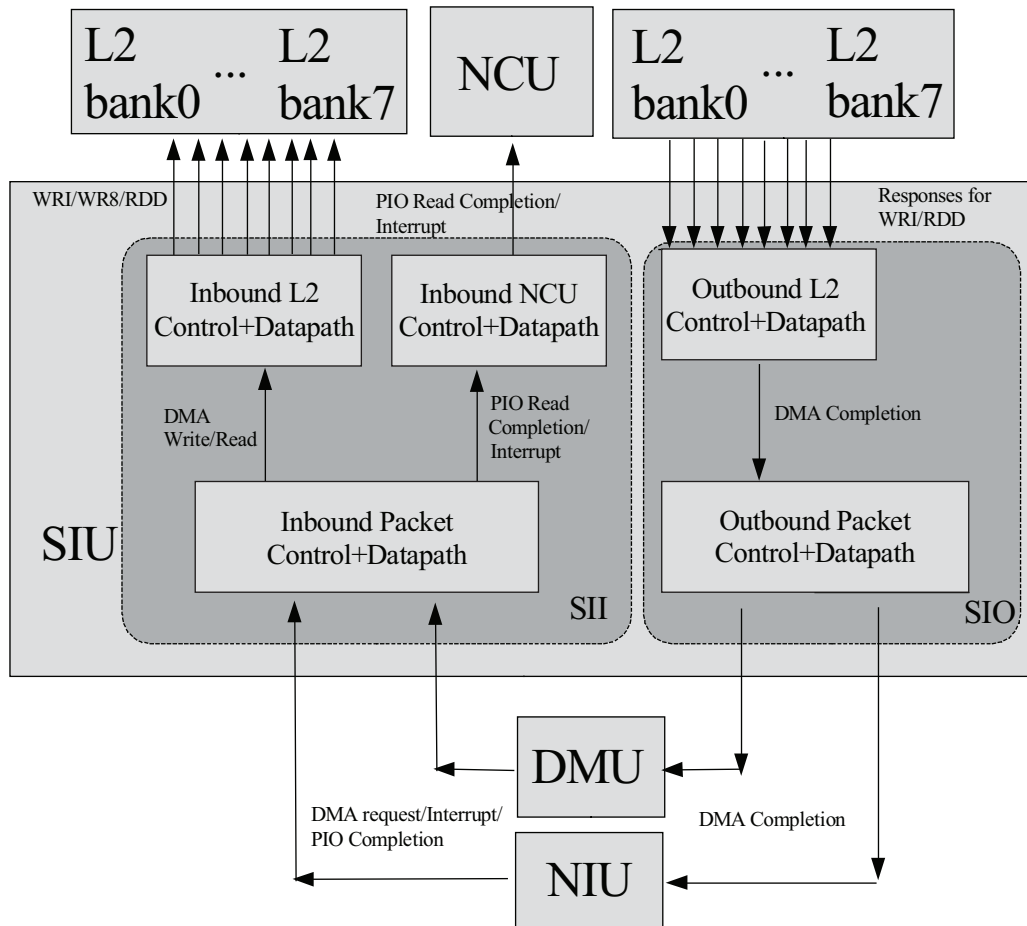 L2 ... L2
bank0 bank7
NCU
L2 ... L2
bank0 bank7
WRI/WR8/RDD
PIO Read Completion/
Interrupt
Responses for
WRI/RDD
Inbound L2
Control+Datapath
Inbound NCU
Control+Datapath
Outbound L2
Control+Datapath
DMA
Write/Read
PIO Read
Completion/
Interrupt
DMA Completion
SIU
Inbound Packet
Control+Datapath
Outbound Packet
Control+Datapath
SII
SIO
DMU
DMA request/Interrupt/
PIO Completion
DMA Completion
NIU